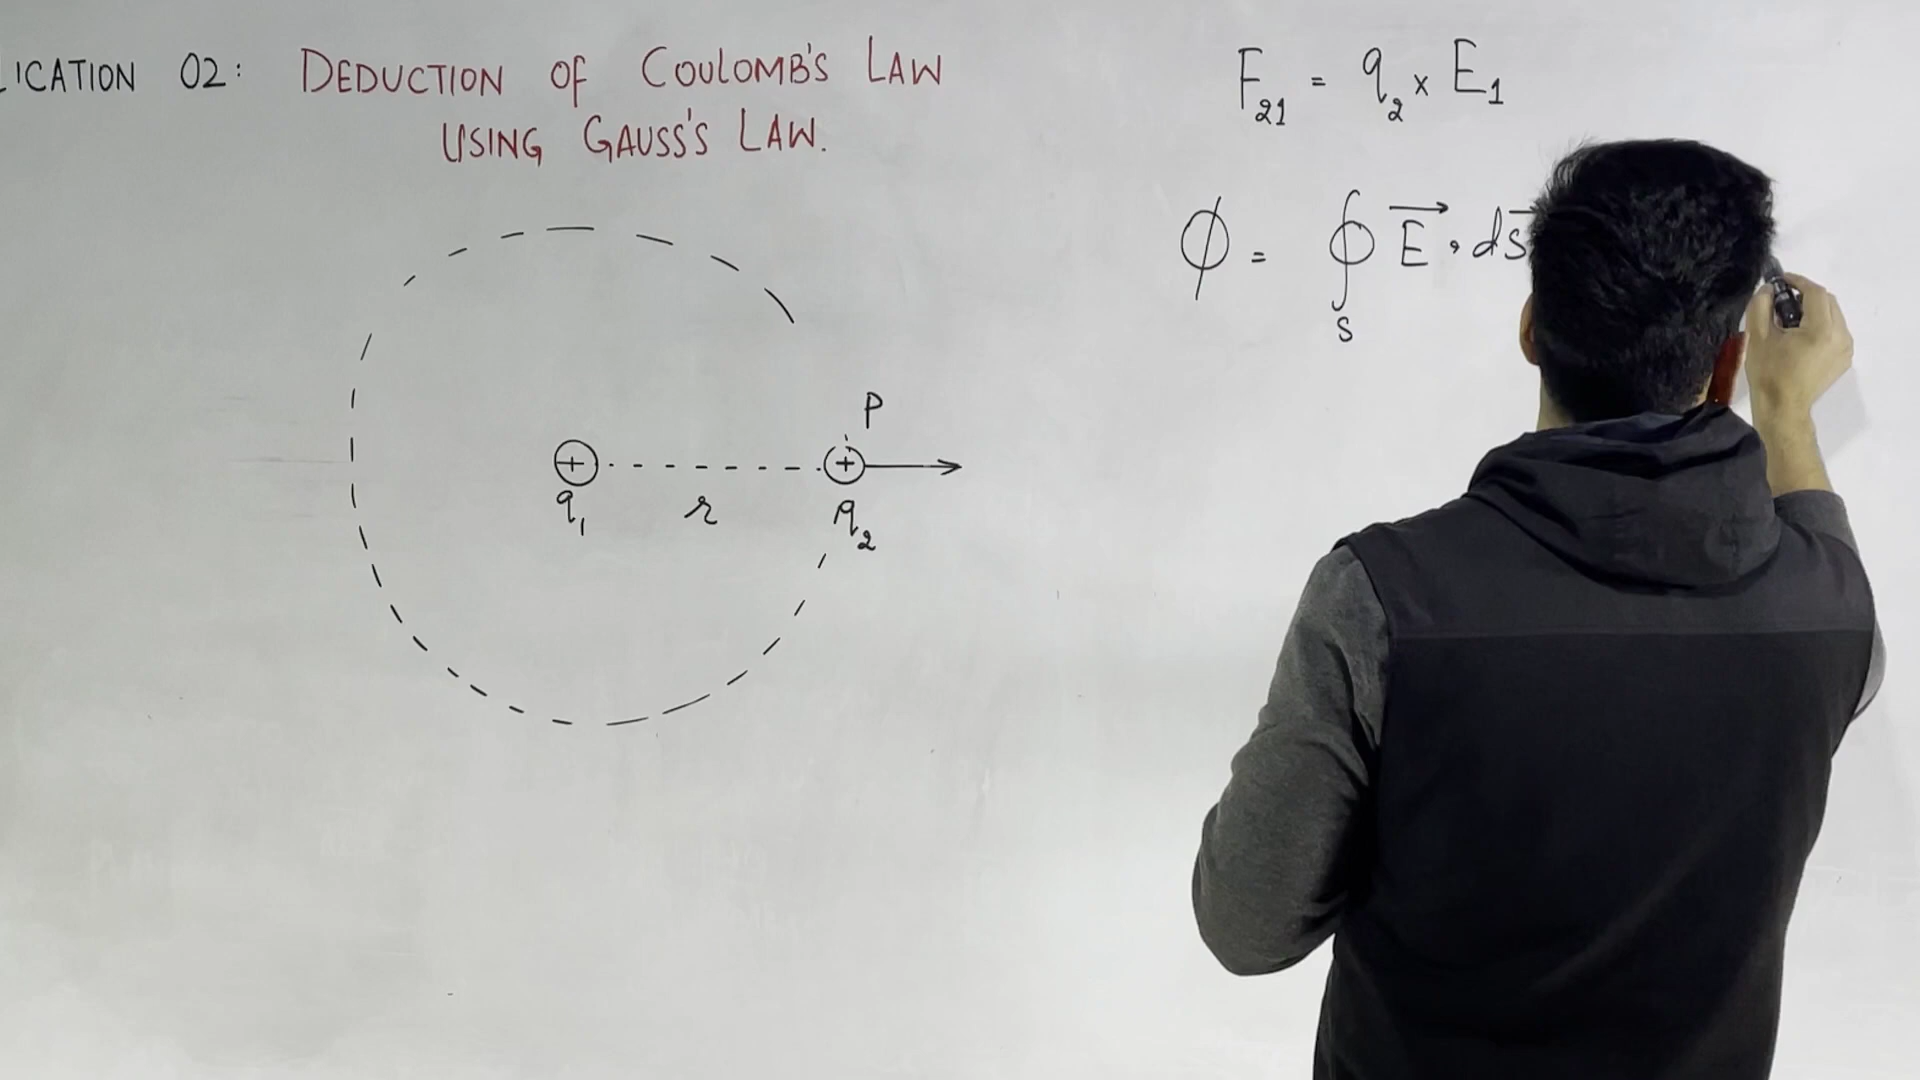 LICATION 02: DEDUCTION OF COULOMB'S LAW
USING GAUSS'S LAW.
F₂₁ = q₂ × E₁
ϕ = ∮ E⃗ . ds⃗
S
P
+ +
q₁ r q₂